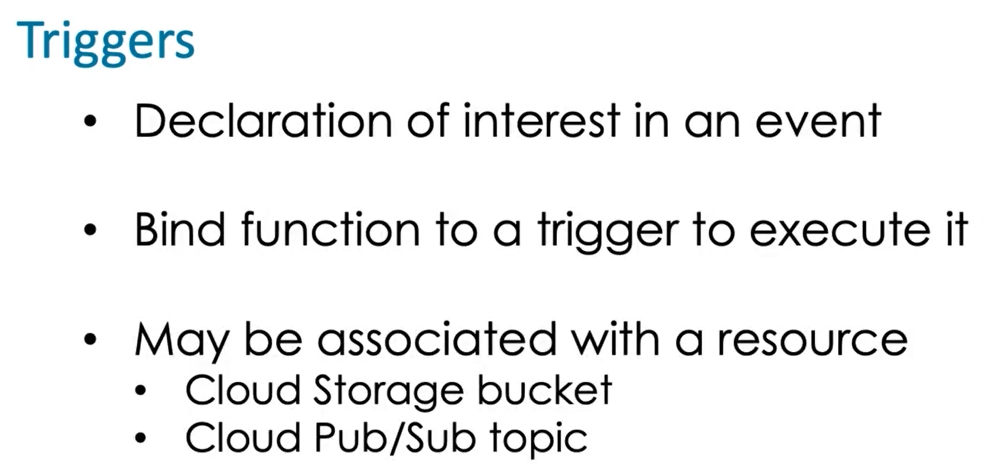 Triggers
• Declaration of interest in an event
• Bind function to a trigger to execute it
• May be associated with a resource
• Cloud Storage bucket
• Cloud Pub/Sub topic